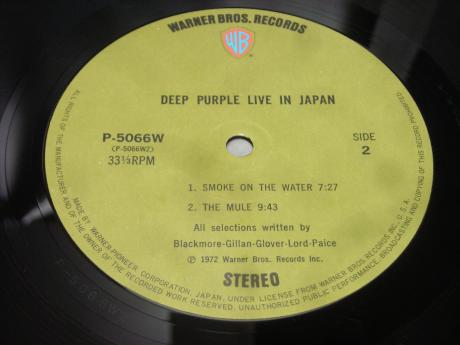 WARNER BROS. RECORDS
WB
DEEP PURPLE LIVE IN JAPAN
P-5066W
(P-5066W2)
33⅓RPM
SIDE
2
1. SMOKE ON THE WATER 7:27
2. THE MULE 9:43
All selections written by
Blackmore-Gillan-Glover-Lord-Paice
℗ 1972 Warner Bros. Records Inc.
STEREO
MADE BY WARNER-PIONEER CORPORATION, JAPAN, UNDER LICENSE FROM WARNER BROS. RECORDS INC., U.S.A.
ALL RIGHTS OF THE MANUFACTURER AND OF THE OWNER OF THE RECORDED WORK RESERVED. UNAUTHORIZED PUBLIC PERFORMANCE, BROADCASTING AND COPYING OF THIS RECORD PROHIBITED.